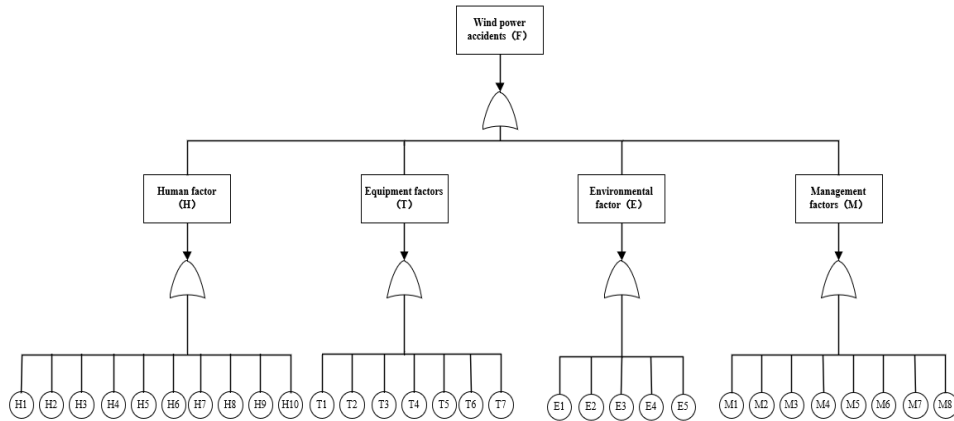 Wind power
accidents（F）
Human factor
（H）
Equipment factors
（T）
Environmental
factor（E）
Management
factors（M）
H1 H2 H3 H4 H5 H6 H7 H8 H9 H10 T1 T2 T3 T4 T5 T6 T7 E1 E2 E3 E4 E5 M1 M2 M3 M4 M5 M6 M7 M8